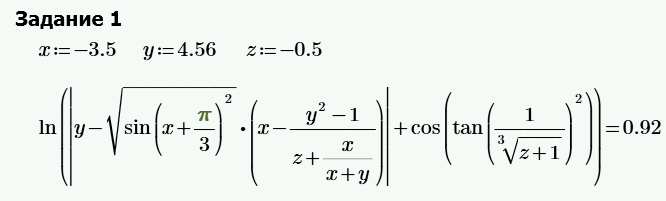 Задание 1
x:=−3.5 y:=4.56 z:=−0.5
ln(|y−√(sin(x+π/3)²)·(x−(y²−1)/(z+x/(x+y)))|+cos(tan(1/∛(z+1))²))=0.92